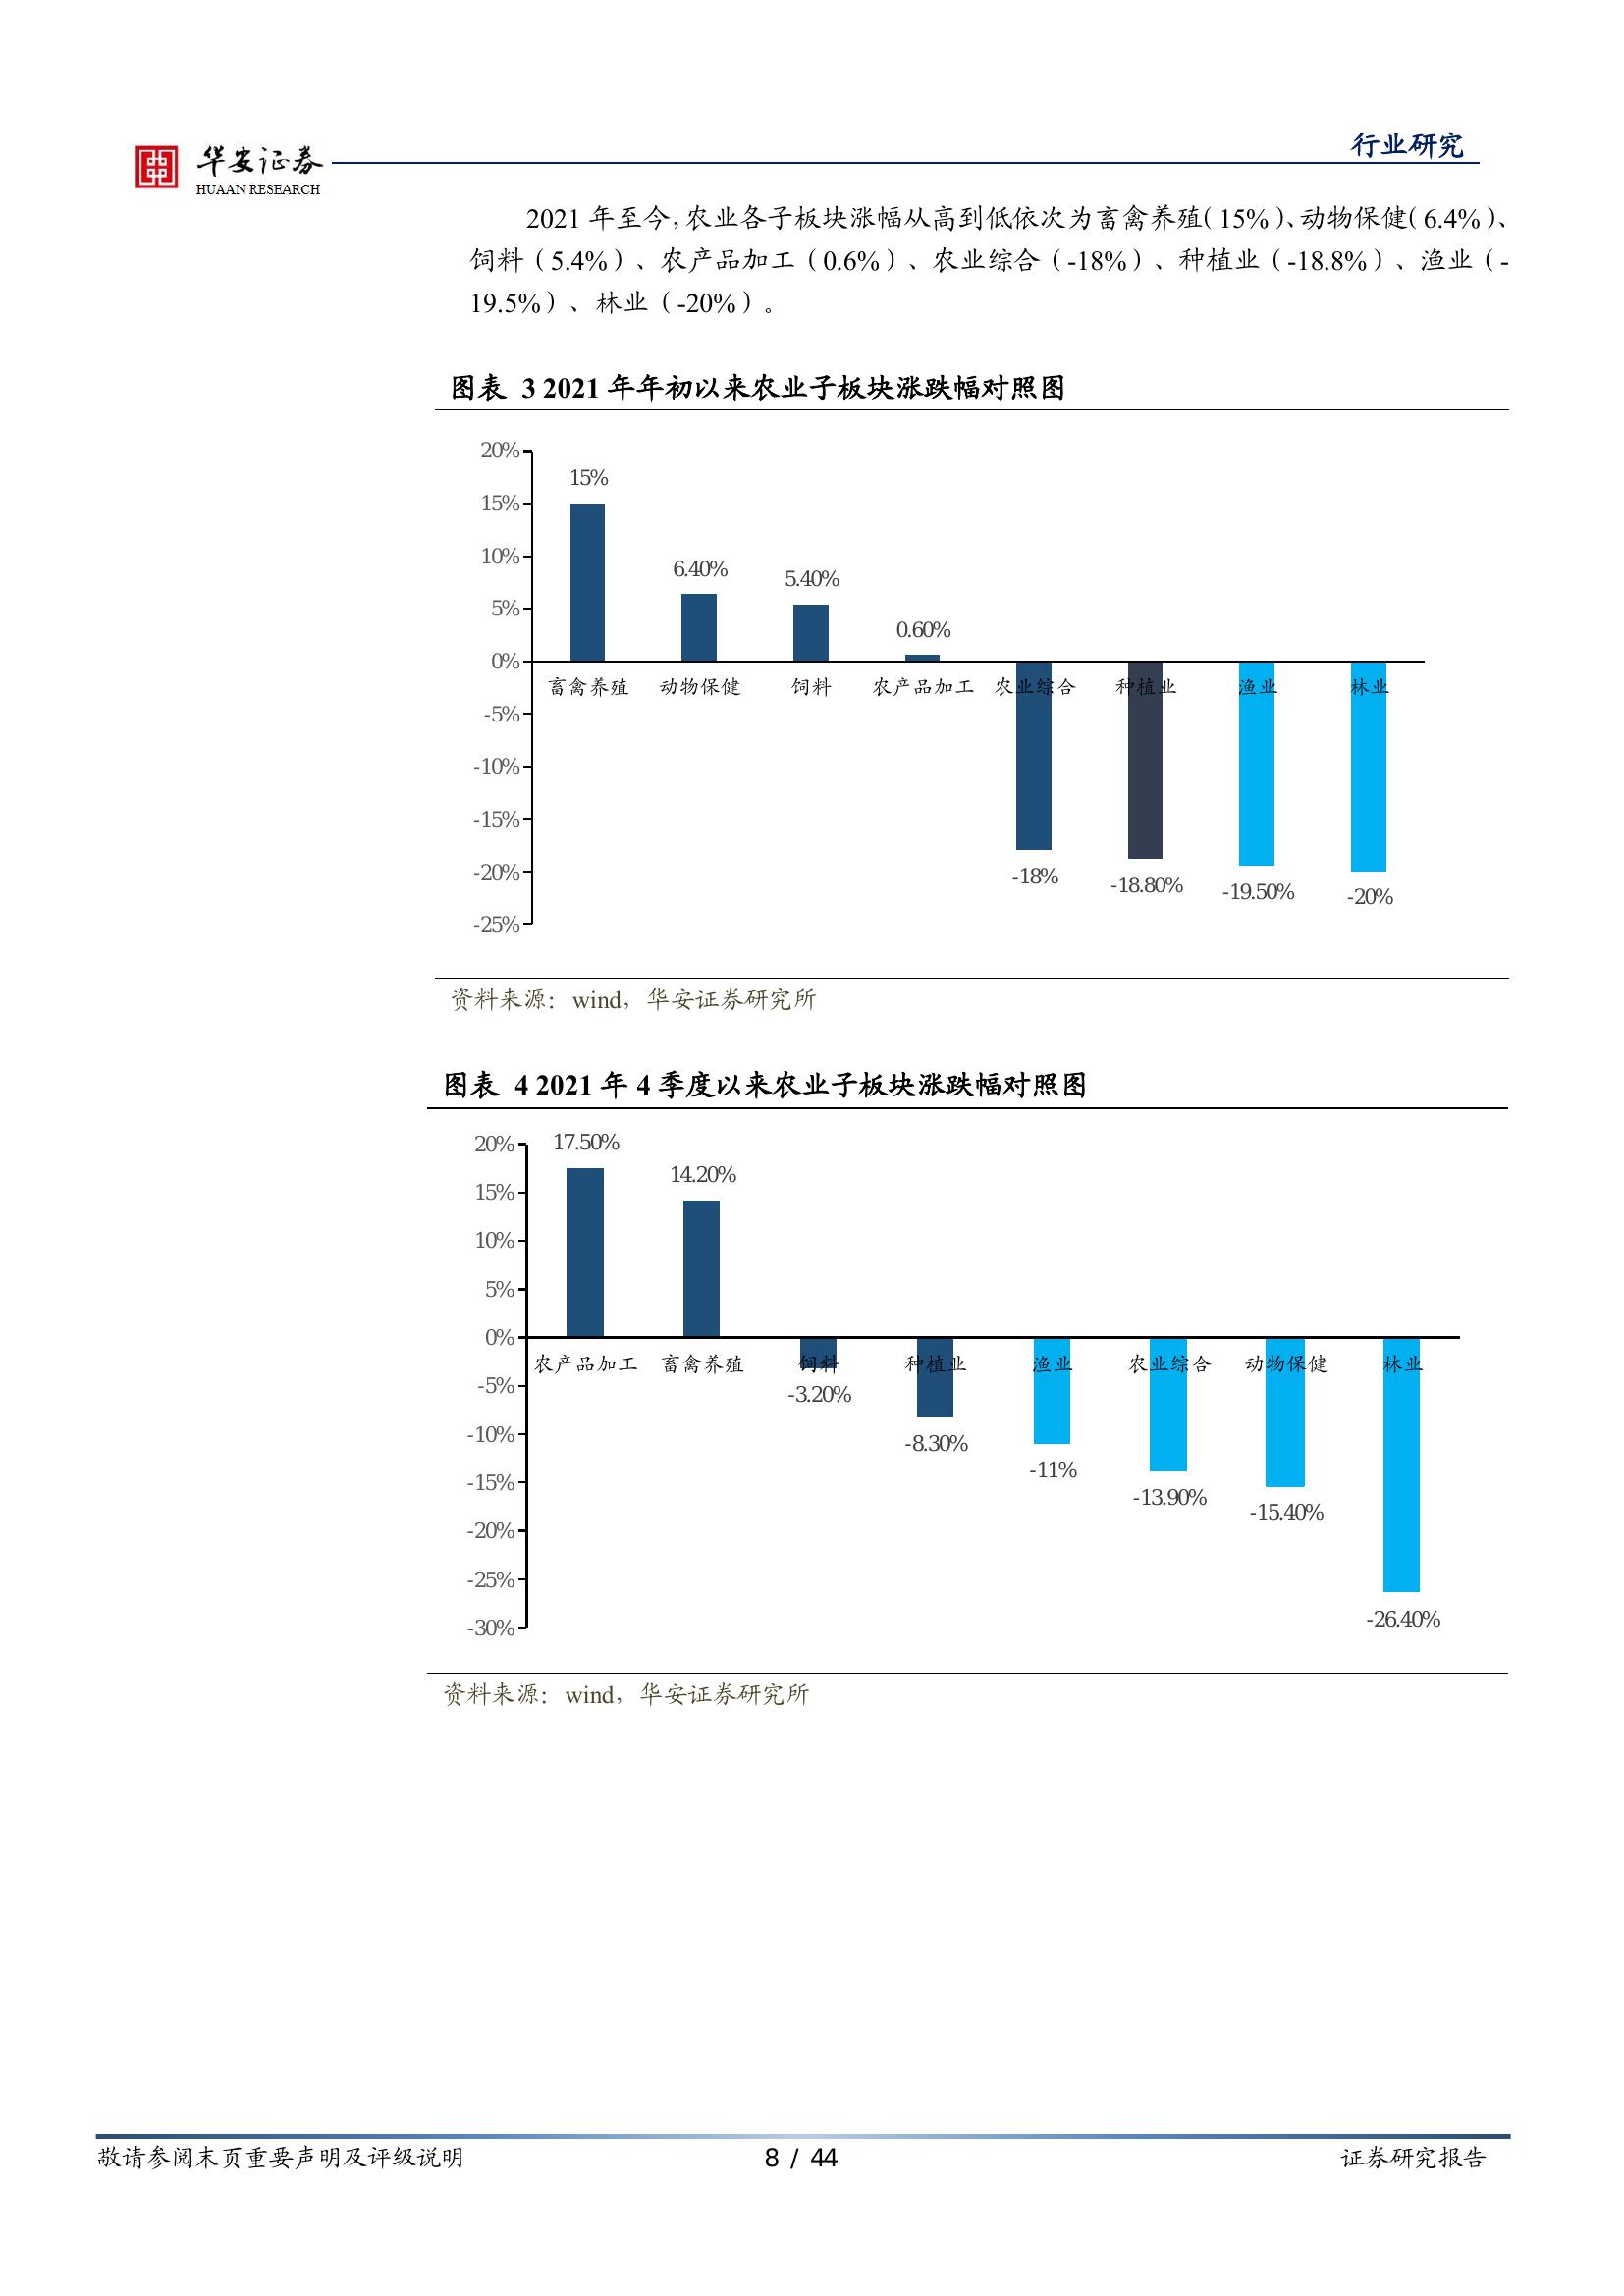 华安证券
HUAAN RESEARCH
行业研究
2021 年至今，农业各子板块涨幅从高到低依次为畜禽养殖（15%）、动物保健（6.4%）、
饲料（5.4%）、农产品加工（0.6%）、农业综合（-18%）、种植业（-18.8%）、渔业（-
19.5%）、林业（-20%）。
图表 3 2021 年年初以来农业子板块涨跌幅对照图
20%
15%
10%
5%
0%
-5%
-10%
-15%
-20%
-25%
15%
6.40%
5.40%
0.60%
畜禽养殖 动物保健 饲料 农产品加工 农业综合 种植业 渔业 林业
-18%
-18.80%
-19.50%
-20%
资料来源：wind，华安证券研究所
图表 4 2021 年 4 季度以来农业子板块涨跌幅对照图
20%
15%
10%
5%
0%
-5%
-10%
-15%
-20%
-25%
-30%
17.50%
14.20%
农产品加工 畜禽养殖 饲料 种植业 渔业 农业综合 动物保健 林业
-3.20%
-8.30%
-11%
-13.90%
-15.40%
-26.40%
资料来源：wind，华安证券研究所
敬请参阅末页重要声明及评级说明
8 / 44
证券研究报告